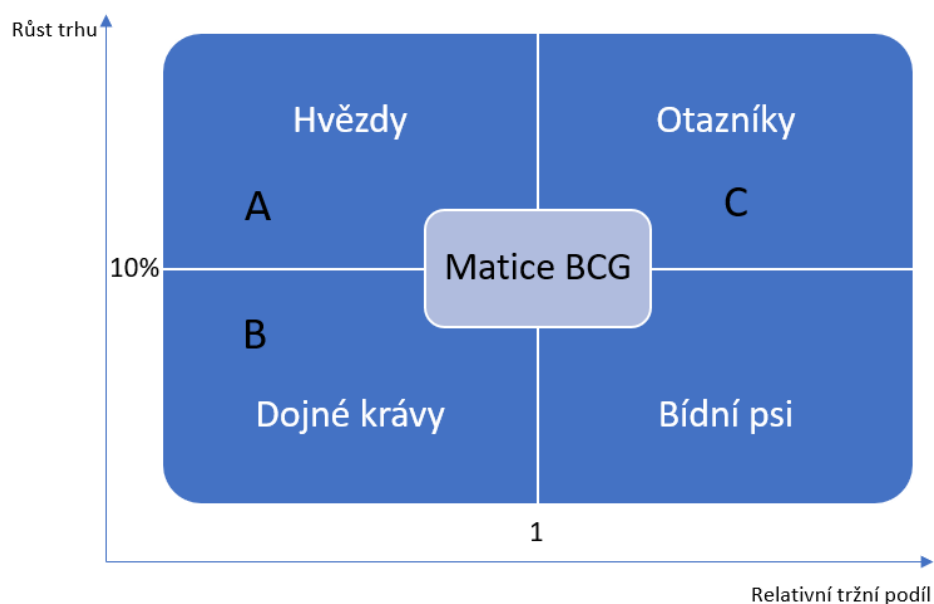 Růst trhu
Hvězdy
Otazníky
A
C
10%
Matice BCG
B
Dojné krávy
Bídní psi
1
Relativní tržní podíl